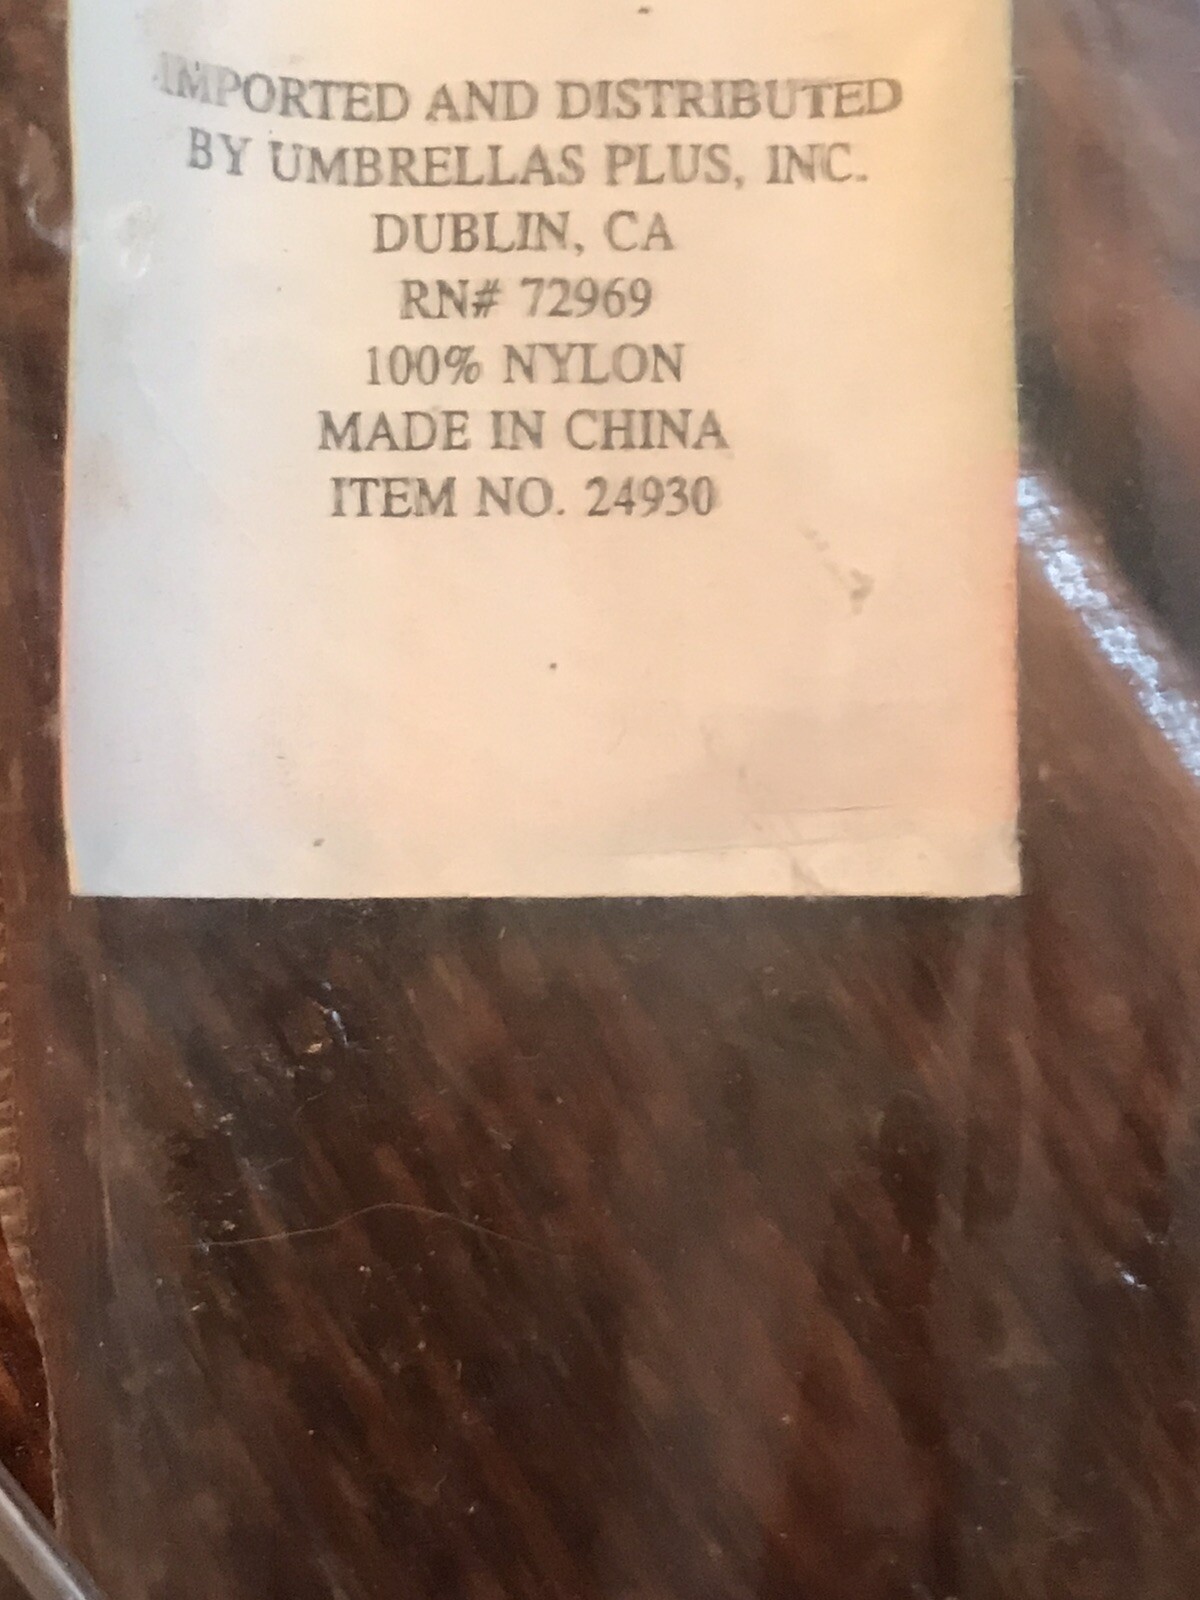 IMPORTED AND DISTRIBUTED
BY UMBRELLAS PLUS, INC.
DUBLIN, CA
RN# 72969
100% NYLON
MADE IN CHINA
ITEM NO. 24930